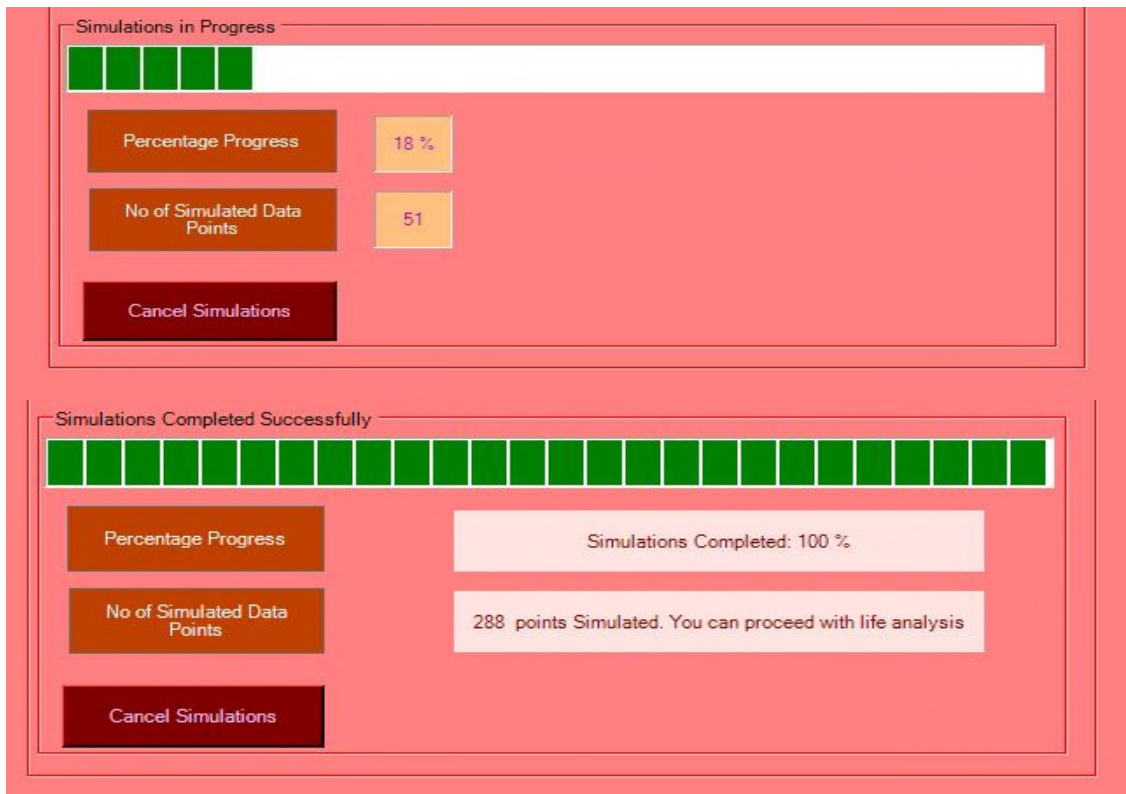 Simulations in Progress
Percentage Progress
18 %
No of Simulated Data
Points
51
Cancel Simulations
Simulations Completed Successfully
Percentage Progress
Simulations Completed: 100 %
No of Simulated Data
Points
288 points Simulated. You can proceed with life analysis
Cancel Simulations